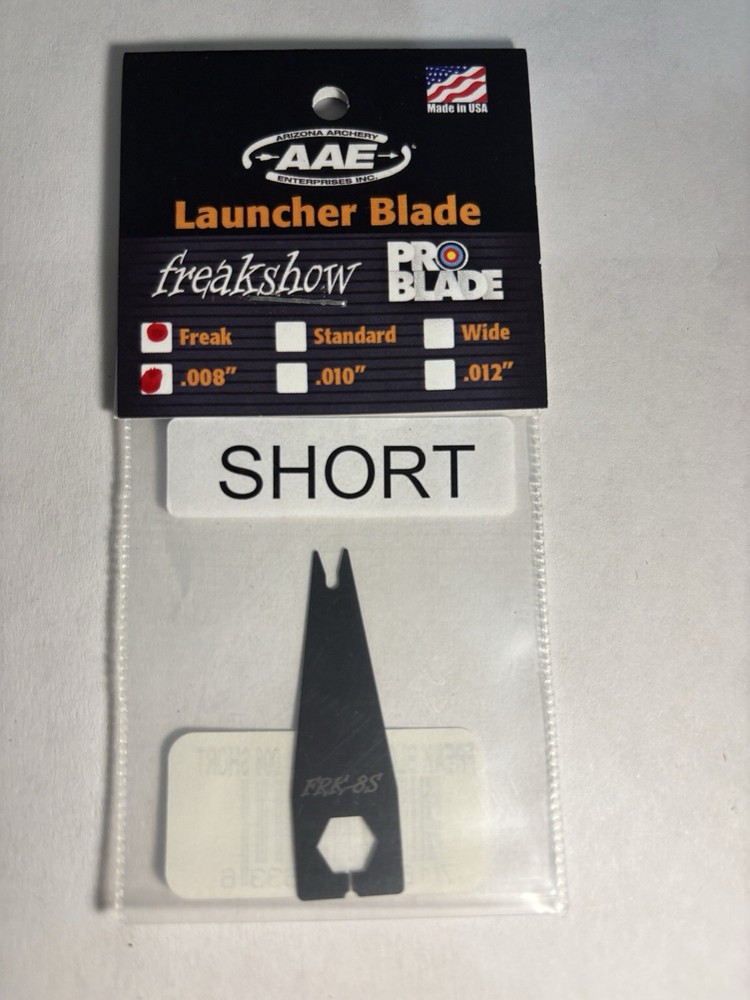 Made in USA
ARIZONA ARCHERY
AAE
ENTERPRISES INC.
Launcher Blade
freakshow PRO BLADE
Freak Standard Wide
.008” .010” .012”
SHORT
FRK-8S